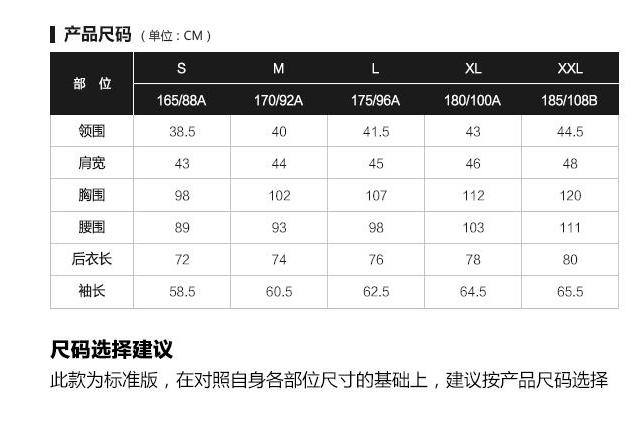 产品尺码（单位：CM）
部 位 S M L XL XXL
165/88A 170/92A 175/96A 180/100A 185/108B
领围 38.5 40 41.5 43 44.5
肩宽 43 44 45 46 48
胸围 98 102 107 112 120
腰围 89 93 98 103 111
后衣长 72 74 76 78 80
袖长 58.5 60.5 62.5 64.5 65.5
尺码选择建议
此款为标准版，在对照自身各部位尺寸的基础上，建议按产品尺码选择